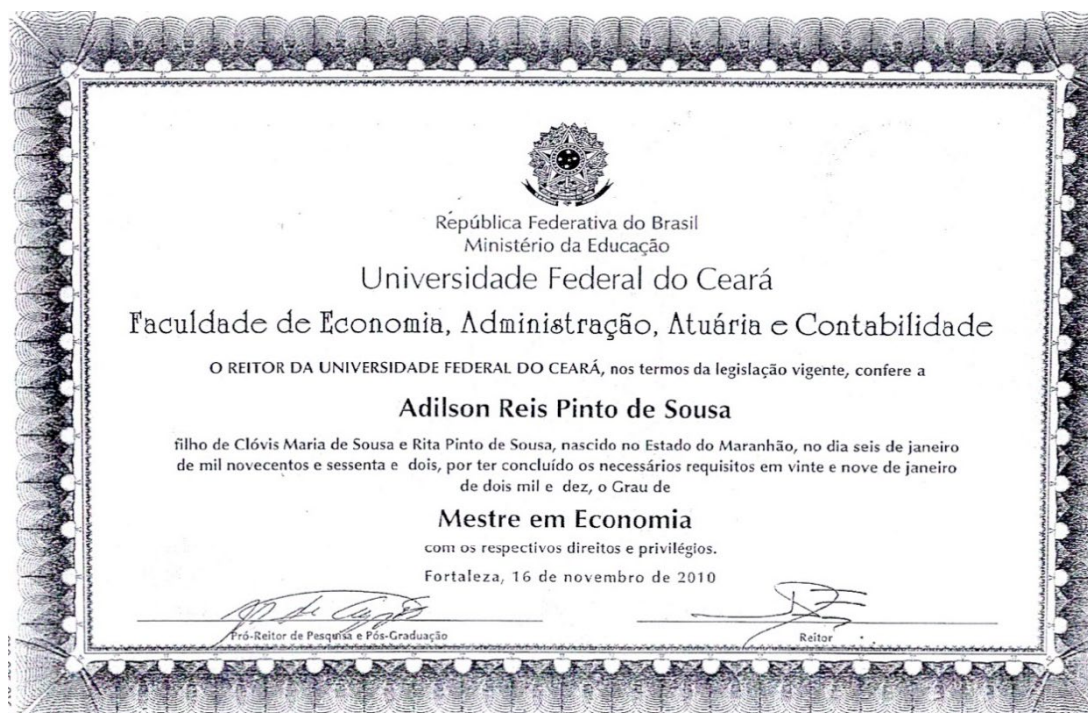 República Federativa do Brasil
Ministério da Educação
Universidade Federal do Ceará
Faculdade de Economia, Administração, Atuária e Contabilidade
O REITOR DA UNIVERSIDADE FEDERAL DO CEARÁ, nos termos da legislação vigente, confere a
Adilson Reis Pinto de Sousa
filho de Clóvis Maria de Sousa e Rita Pinto de Sousa, nascido no Estado do Maranhão, no dia seis de janeiro
de mil novecentos e sessenta e dois, por ter concluído os necessários requisitos em vinte e nove de janeiro
de dois mil e dez, o Grau de
Mestre em Economia
com os respectivos direitos e privilégios.
Fortaleza, 16 de novembro de 2010
Pró-Reitor de Pesquisa e Pós-Graduação
Reitor